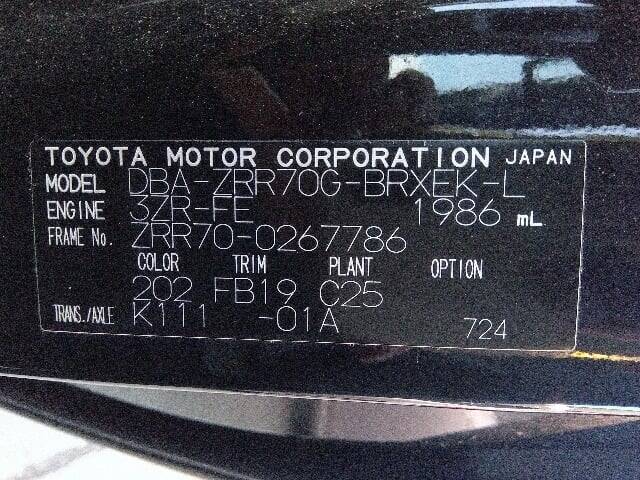 TOYOTA MOTOR CORPORATION JAPAN
MODEL DBA-ZRR70G-BRXEK-L
ENGINE 3ZR-FE 1986 mL
FRAME No. ZRR70-0267786
COLOR TRIM PLANT OPTION
202 FB19 C25
TRANS./AXLE K111 -01A 724